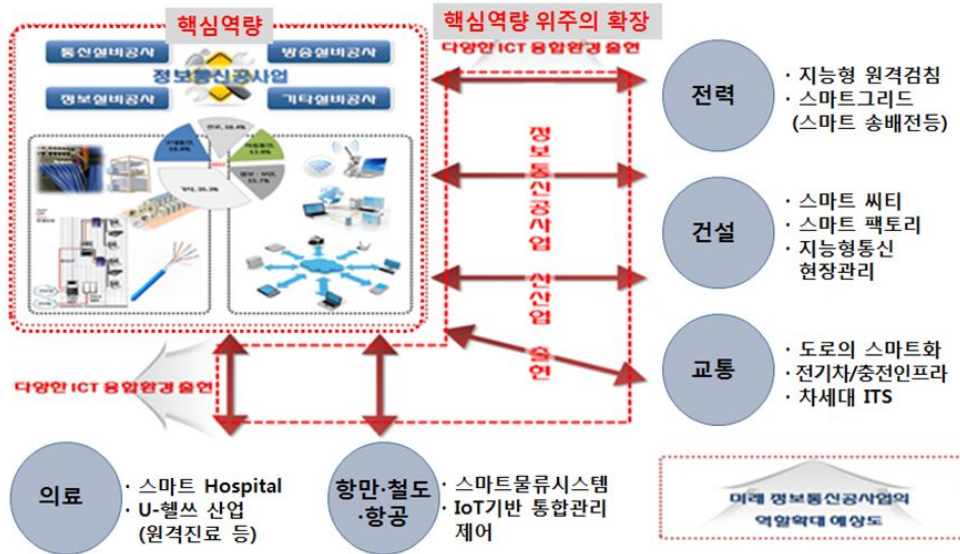 핵심역량
핵심역량 위주의 확장
통신설비공사
방송설비공사
정보통신공사업
정보설비공사
기타설비공사
다양한 ICT 융합환경 출현
정보통신공사업 신산업 출현
전력
· 지능형 원격검침
· 스마트그리드
(스마트 송배전등)
건설
· 스마트 씨티
· 스마트 팩토리
· 지능형통신
현장관리
교통
· 도로의 스마트화
· 전기차/충전인프라
· 차세대 ITS
다양한 ICT 융합환경 출현
의료
· 스마트 Hospital
· U-헬쓰 산업
(원격진료 등)
항만·철도
·항공
· 스마트물류시스템
· IoT기반 통합관리
제어
미래 정보통신공사업의
역할확대 예상도